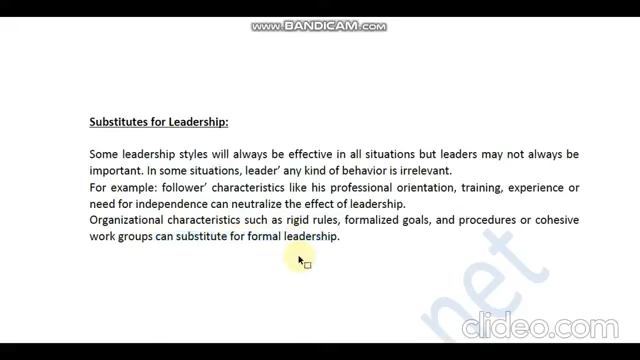 www.BANDICAM.com
Substitutes for Leadership:
Some leadership styles will always be effective in all situations but leaders may not always be
important. In some situations, leader’ any kind of behavior is irrelevant.
For example: follower’ characteristics like his professional orientation, training, experience or
need for independence can neutralize the effect of leadership.
Organizational characteristics such as rigid rules, formalized goals, and procedures or cohesive
work groups can substitute for formal leadership.
net
clideo.com